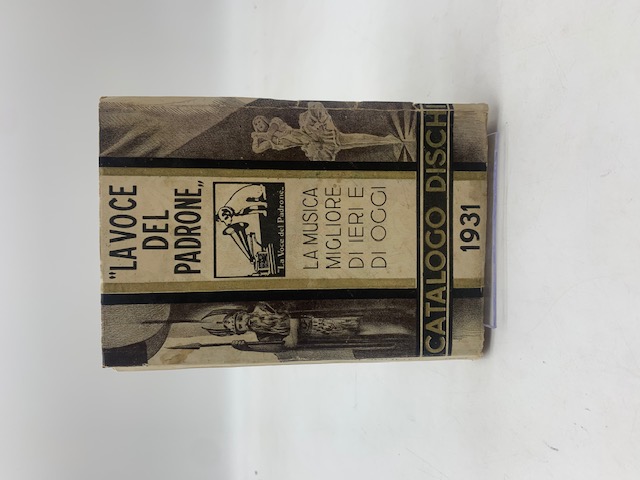 "LA VOCE
DEL
PADRONE„
"La Voce del Padrone„
LA MUSICA
MIGLIORE
DI IERI E
DI OGGI
CATALOGO DISCHI
1931